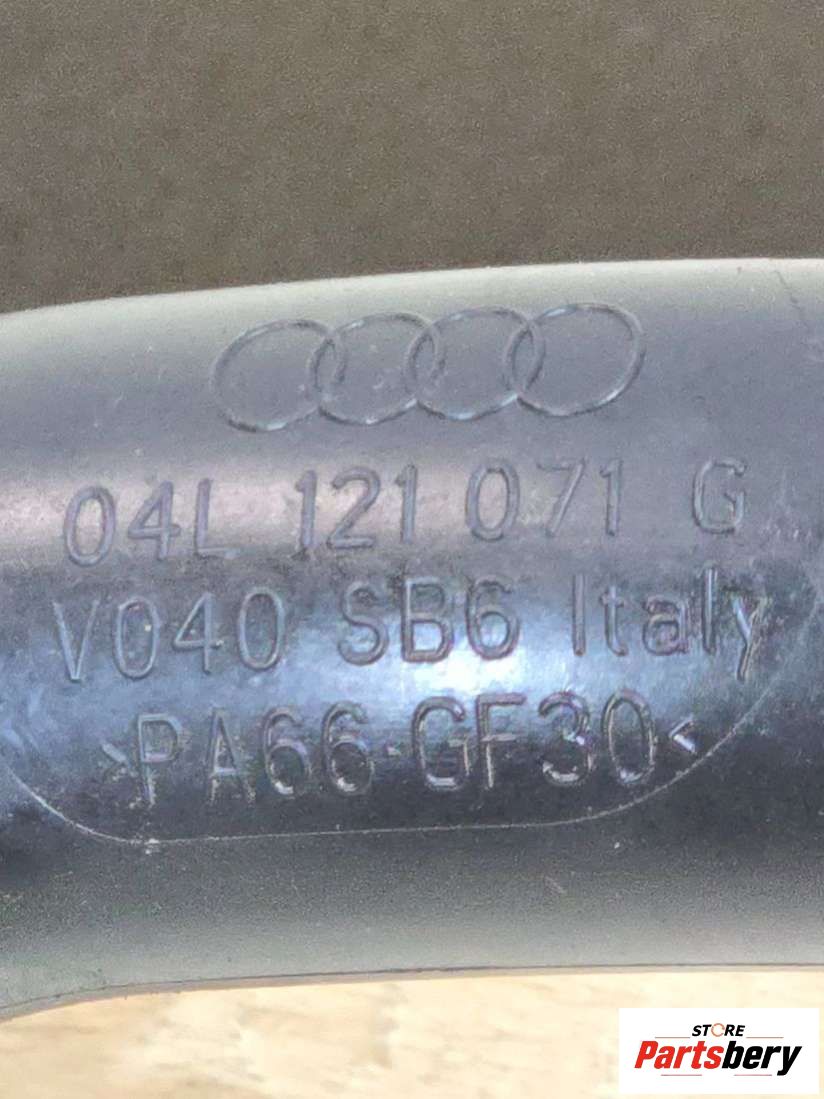 04L 121 071 G
V040 SB6 Italy
>PA66-GF30<
STORE
Partsbery